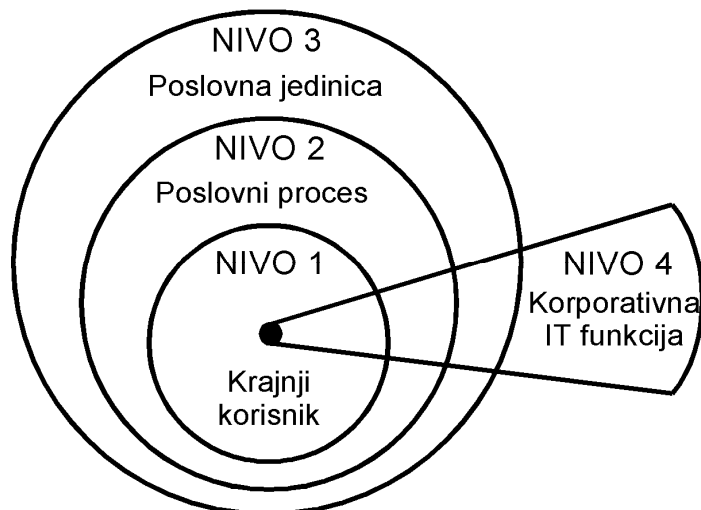 NIVO 3
Poslovna jedinica
NIVO 2
Poslovni proces
NIVO 1
Krajnji
korisnik
NIVO 4
Korporativna
IT funkcija